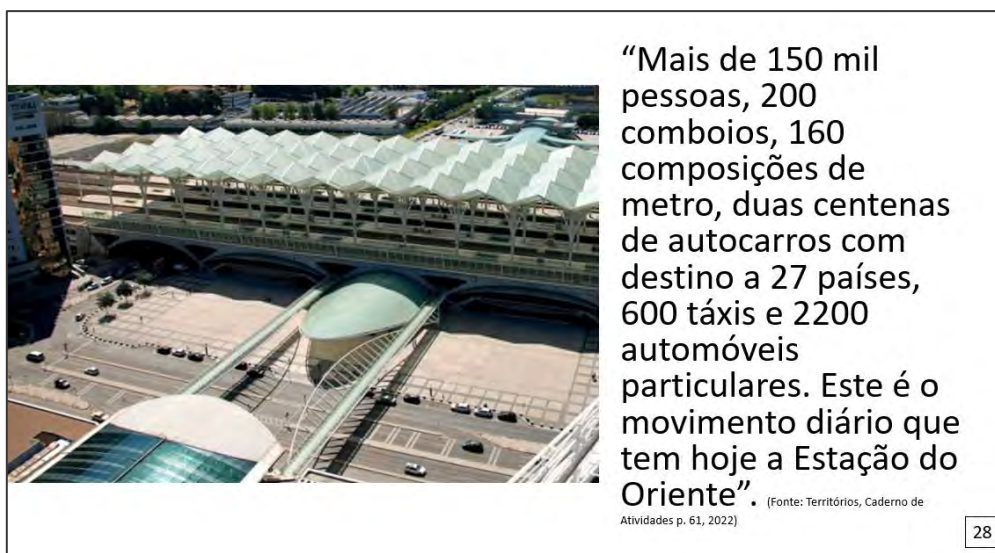 “Mais de 150 mil
pessoas, 200
comboios, 160
composições de
metro, duas centenas
de autocarros com
destino a 27 países,
600 táxis e 2200
automóveis
particulares. Este é o
movimento diário que
tem hoje a Estação do
Oriente”. (Fonte: Territórios, Caderno de
Atividades p. 61, 2022)
28